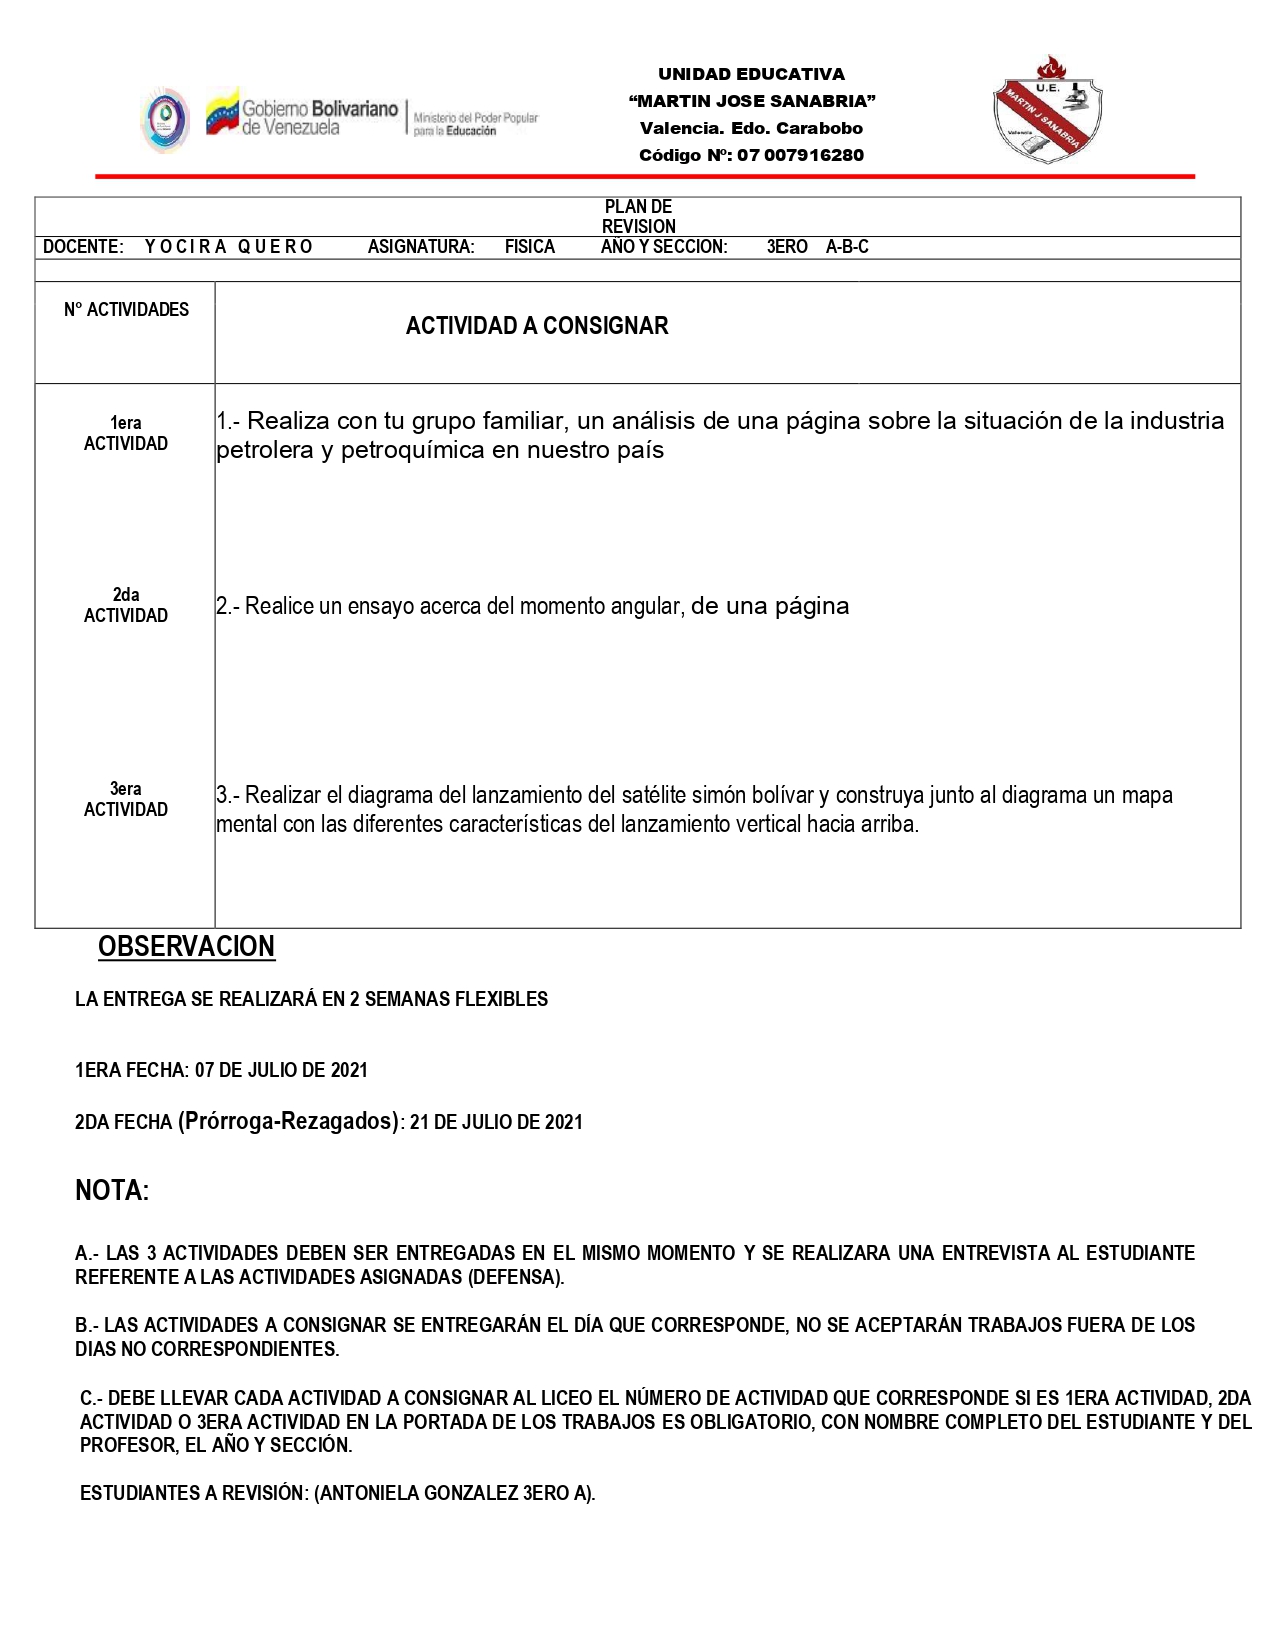 Gobierno Bolivariano
de Venezuela
Ministerio del Poder Popular
para la Educación
UNIDAD EDUCATIVA
“MARTIN JOSE SANABRIA”
Valencia. Edo. Carabobo
Código Nº: 07 007916280
U.E.
MARTIN J SANABRIA
Valencia
PLAN DE
REVISION
DOCENTE: Y O C I R A Q U E R O ASIGNATURA: FISICA AÑO Y SECCION: 3ERO A-B-C
N° ACTIVIDADES
ACTIVIDAD A CONSIGNAR
1era
ACTIVIDAD
1.- Realiza con tu grupo familiar, un análisis de una página sobre la situación de la industria
petrolera y petroquímica en nuestro país
2da
ACTIVIDAD
2.- Realice un ensayo acerca del momento angular, de una página
3era
ACTIVIDAD
3.- Realizar el diagrama del lanzamiento del satélite simón bolívar y construya junto al diagrama un mapa
mental con las diferentes características del lanzamiento vertical hacia arriba.
OBSERVACION
LA ENTREGA SE REALIZARÁ EN 2 SEMANAS FLEXIBLES
1ERA FECHA: 07 DE JULIO DE 2021
2DA FECHA (Prórroga-Rezagados): 21 DE JULIO DE 2021
NOTA:
A.- LAS 3 ACTIVIDADES DEBEN SER ENTREGADAS EN EL MISMO MOMENTO Y SE REALIZARA UNA ENTREVISTA AL ESTUDIANTE
REFERENTE A LAS ACTIVIDADES ASIGNADAS (DEFENSA).
B.- LAS ACTIVIDADES A CONSIGNAR SE ENTREGARÁN EL DÍA QUE CORRESPONDE, NO SE ACEPTARÁN TRABAJOS FUERA DE LOS
DIAS NO CORRESPONDIENTES.
C.- DEBE LLEVAR CADA ACTIVIDAD A CONSIGNAR AL LICEO EL NÚMERO DE ACTIVIDAD QUE CORRESPONDE SI ES 1ERA ACTIVIDAD, 2DA
ACTIVIDAD O 3ERA ACTIVIDAD EN LA PORTADA DE LOS TRABAJOS ES OBLIGATORIO, CON NOMBRE COMPLETO DEL ESTUDIANTE Y DEL
PROFESOR, EL AÑO Y SECCIÓN.
ESTUDIANTES A REVISIÓN: (ANTONIELA GONZALEZ 3ERO A).